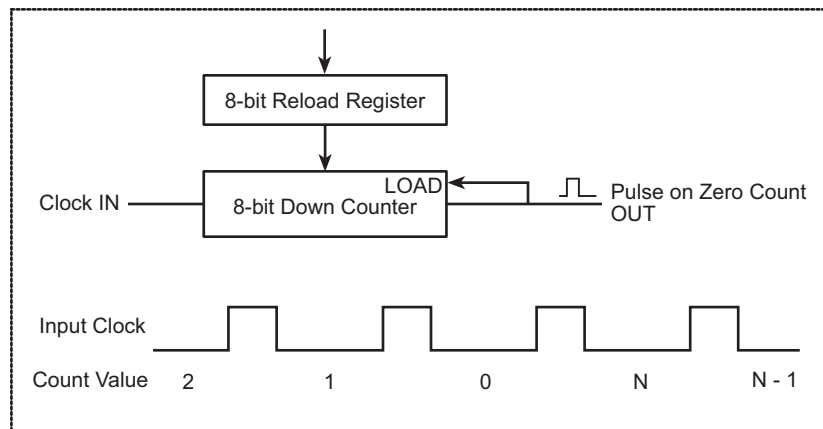 8-bit Reload Register
LOAD
Clock IN
8-bit Down Counter
Pulse on Zero Count
OUT
Input Clock
Count Value 2 1 0 N N - 1